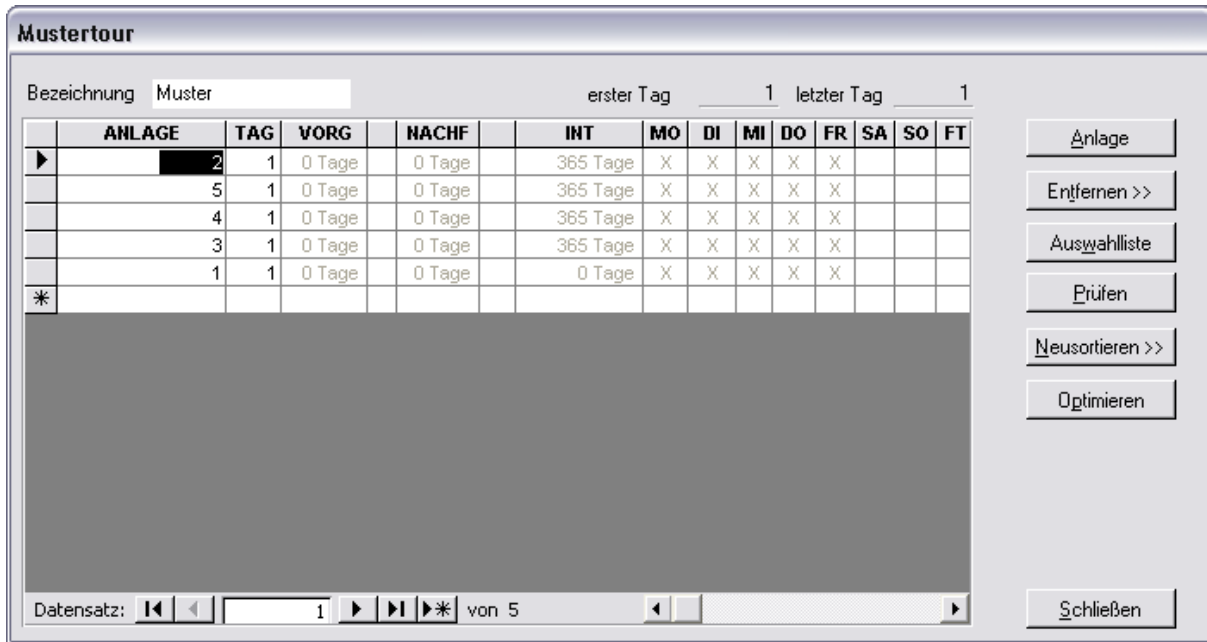 Mustertour
Bezeichnung Muster erster Tag 1 letzter Tag 1
ANLAGE TAG VORG NACHF INT MO DI MI DO FR SA SO FT
2 1 0 Tage 0 Tage 365 Tage X X X X X
5 1 0 Tage 0 Tage 365 Tage X X X X X
4 1 0 Tage 0 Tage 365 Tage X X X X X
3 1 0 Tage 0 Tage 365 Tage X X X X X
1 1 0 Tage 0 Tage 0 Tage X X X X X
Datensatz: 1 von 5
Anlage
Entfernen >>
Auswahlliste
Prüfen
Neusortieren >>
Optimieren
Schließen